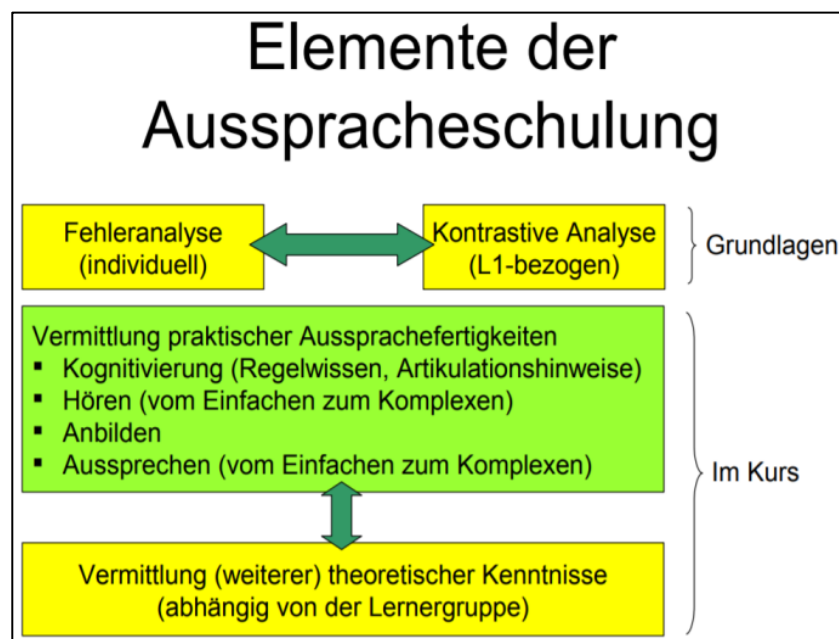 Elemente der
Ausspracheschulung
Fehleranalyse
(individuell)
Kontrastive Analyse
(L1-bezogen)
Grundlagen
Vermittlung praktischer Aussprachefertigkeiten
▪ Kognitivierung (Regelwissen, Artikulationshinweise)
▪ Hören (vom Einfachen zum Komplexen)
▪ Anbilden
▪ Aussprechen (vom Einfachen zum Komplexen)
Im Kurs
Vermittlung (weiterer) theoretischer Kenntnisse
(abhängig von der Lernergruppe)